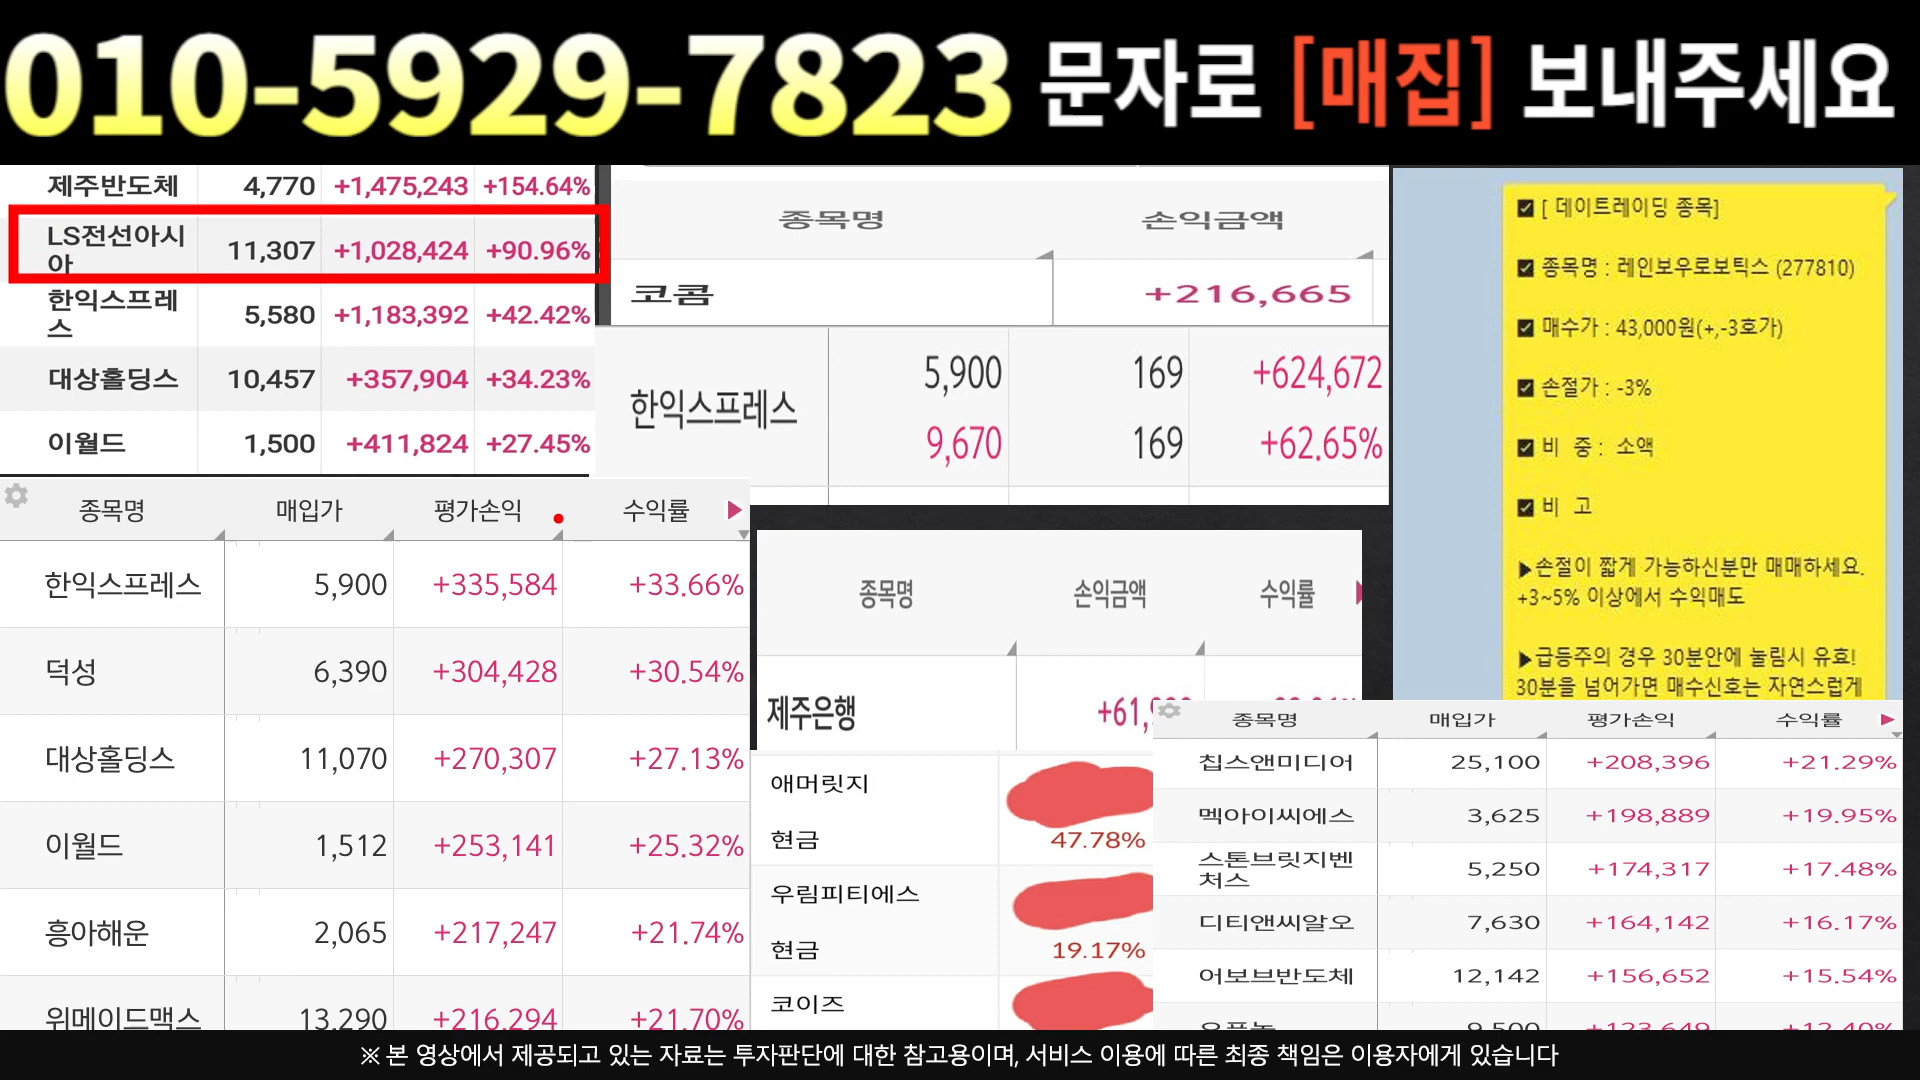 010-5929-7823 문자로 [매집] 보내주세요
제주반도체 4,770 +1,475,243 +154.64%
LS전선아시
아 11,307 +1,028,424 +90.96%
한익스프레
스 5,580 +1,183,392 +42.42%
대상홀딩스 10,457 +357,904 +34.23%
이월드 1,500 +411,824 +27.45%
종목명 손익금액
코콤 +216,665
한익스프레스
5,900 169 +624,672
9,670 169 +62.65%
☑ [ 데이트레이딩 종목]
☑ 종목명 : 레인보우로보틱스 (277810)
☑ 매수가 : 43,000원(+,-3호가)
☑ 손절가 : -3%
☑ 비 중 : 소액
☑ 비 고
▶손절이 짧게 가능하신분만 매매하세요.
+3~5% 이상에서 수익매도
▶급등주의 경우 30분안에 눌림시 유효!
30분을 넘어가면 매수신호는 자연스럽게
종목명 매입가 평가손익 수익률
한익스프레스 5,900 +335,584 +33.66%
덕성 6,390 +304,428 +30.54%
대상홀딩스 11,070 +270,307 +27.13%
이월드 1,512 +253,141 +25.32%
흥아해운 2,065 +217,247 +21.74%
위메이드맥스 13,290 +216,294 +21.70%
종목명 손익금액 수익률
제주은행
애머릿지
현금 47.78%
우림피티에스
현금 19.17%
코이즈
종목명 매입가 평가손익 수익률
칩스앤미디어 25,100 +208,396 +21.29%
멕아이씨에스 3,625 +198,889 +19.95%
스톤브릿지벤
처스 5,250 +174,317 +17.48%
디티앤씨알오 7,630 +164,142 +16.17%
어보브반도체 12,142 +156,652 +15.54%
※ 본 영상에서 제공되고 있는 자료는 투자판단에 대한 참고용이며, 서비스 이용에 따른 최종 책임은 이용자에게 있습니다